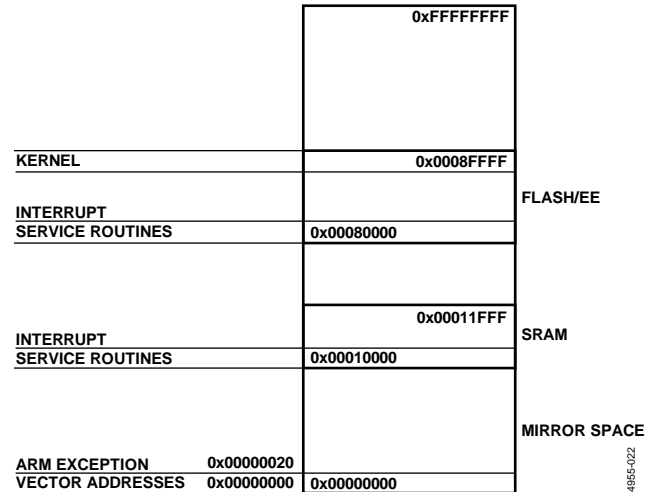 0xFFFFFFFF
KERNEL 0x0008FFFF
FLASH/EE
INTERRUPT
SERVICE ROUTINES 0x00080000
0x00011FFF
SRAM
INTERRUPT
SERVICE ROUTINES 0x00010000
MIRROR SPACE
ARM EXCEPTION 0x00000020
VECTOR ADDRESSES 0x00000000 0x00000000
4955-022